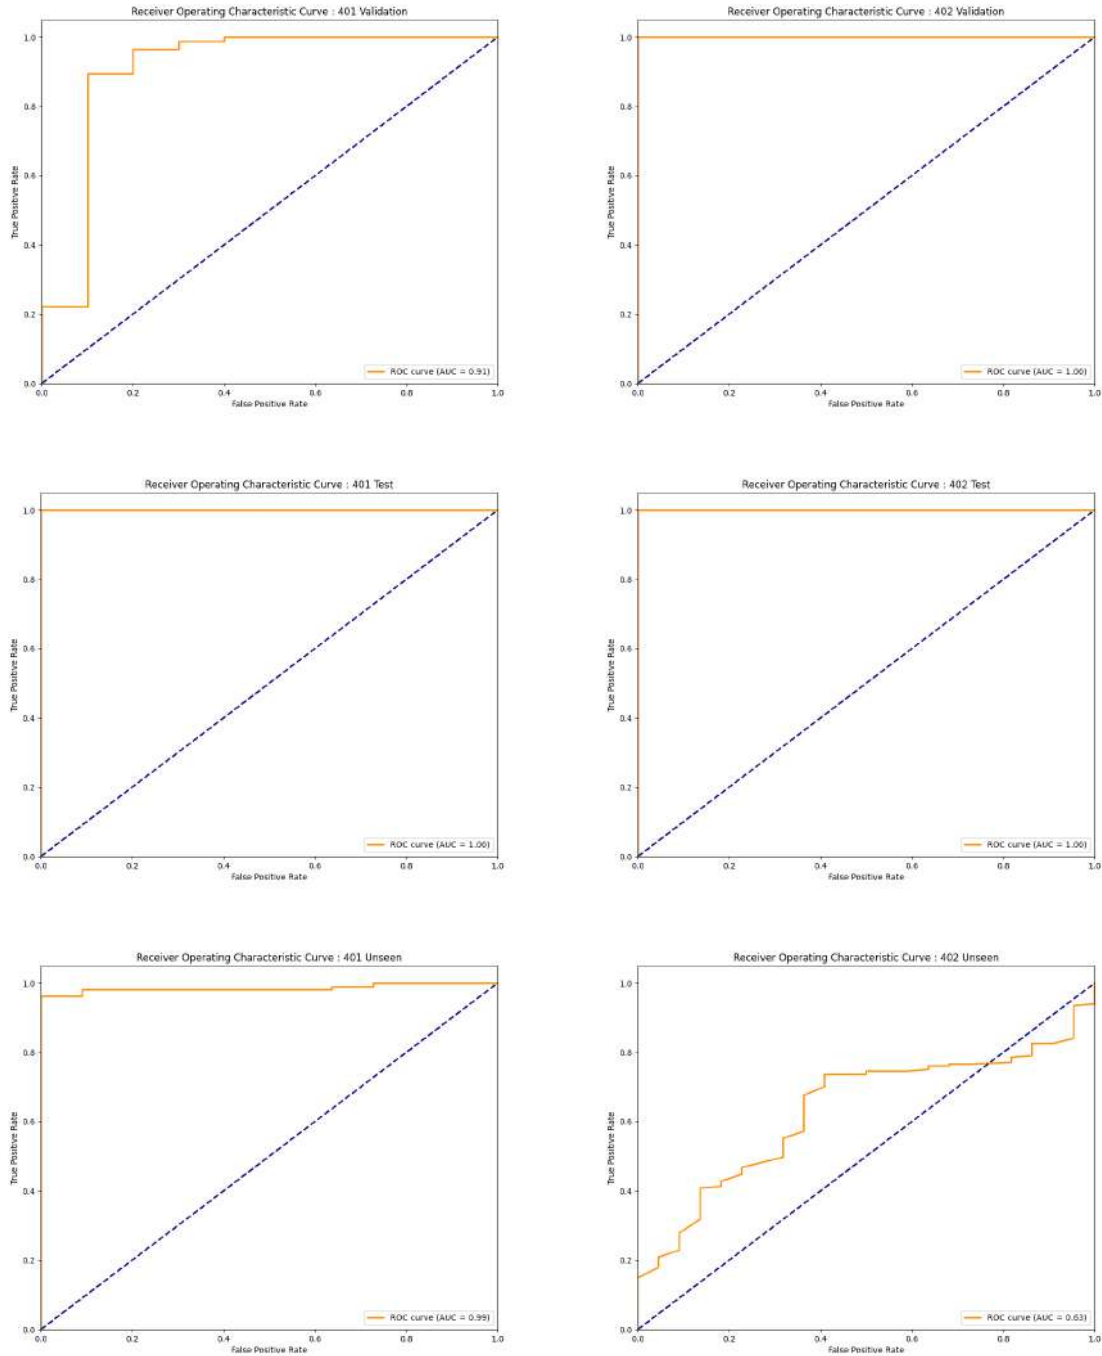 Receiver Operating Characteristic Curve : 401 Validation
1.0
0.8
0.6
0.4
0.2
0.0
True Positive Rate
ROC curve (AUC = 0.91)
0.0 0.2 0.4 0.6 0.8 1.0
False Positive Rate
Receiver Operating Characteristic Curve : 402 Validation
1.0
0.8
0.6
0.4
0.2
0.0
True Positive Rate
ROC curve (AUC = 1.00)
0.0 0.2 0.4 0.6 0.8 1.0
False Positive Rate
Receiver Operating Characteristic Curve : 401 Test
1.0
0.8
0.6
0.4
0.2
0.0
True Positive Rate
ROC curve (AUC = 1.00)
0.0 0.2 0.4 0.6 0.8 1.0
False Positive Rate
Receiver Operating Characteristic Curve : 402 Test
1.0
0.8
0.6
0.4
0.2
0.0
True Positive Rate
ROC curve (AUC = 1.00)
0.0 0.2 0.4 0.6 0.8 1.0
False Positive Rate
Receiver Operating Characteristic Curve : 401 Unseen
1.0
0.8
0.6
0.4
0.2
0.0
True Positive Rate
ROC curve (AUC = 0.99)
0.0 0.2 0.4 0.6 0.8 1.0
False Positive Rate
Receiver Operating Characteristic Curve : 402 Unseen
1.0
0.8
0.6
0.4
0.2
0.0
True Positive Rate
ROC curve (AUC = 0.63)
0.0 0.2 0.4 0.6 0.8 1.0
False Positive Rate